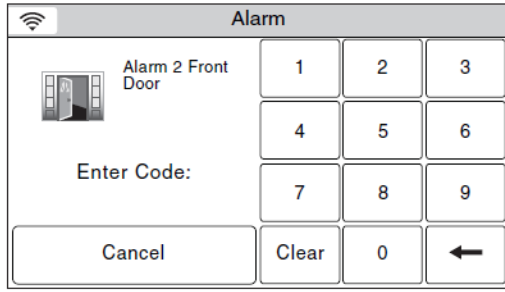 Alarm
Alarm 2 Front
Door
Enter Code:
1 2 3
4 5 6
7 8 9
Cancel Clear 0